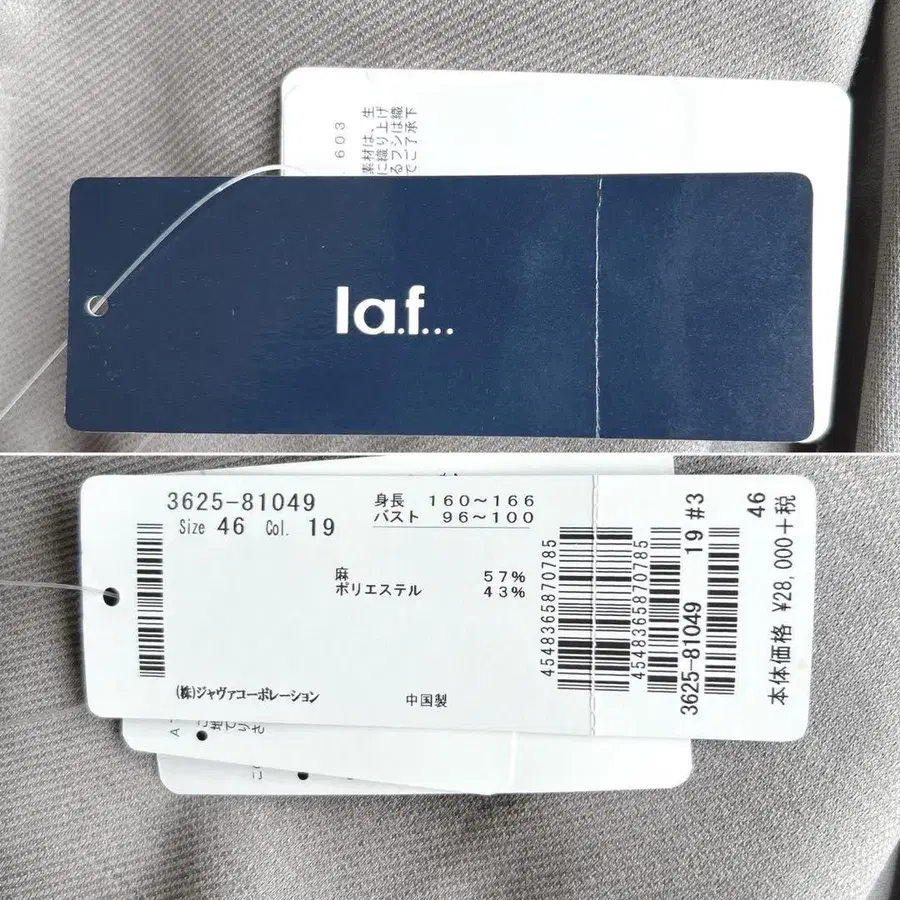 603
素材は、生
に織り上げ
るフシは織
でご了承下
la.f...
3625-81049
Size 46 Col. 19
身長 160～166
バスト 96～100
麻 57%
ポリエステル 43%
(株)ジャヴァコーポレーション
中国製
4548365870785
4548365870785
3625-81049
19 #3
46
本体価格 ¥28,000+税